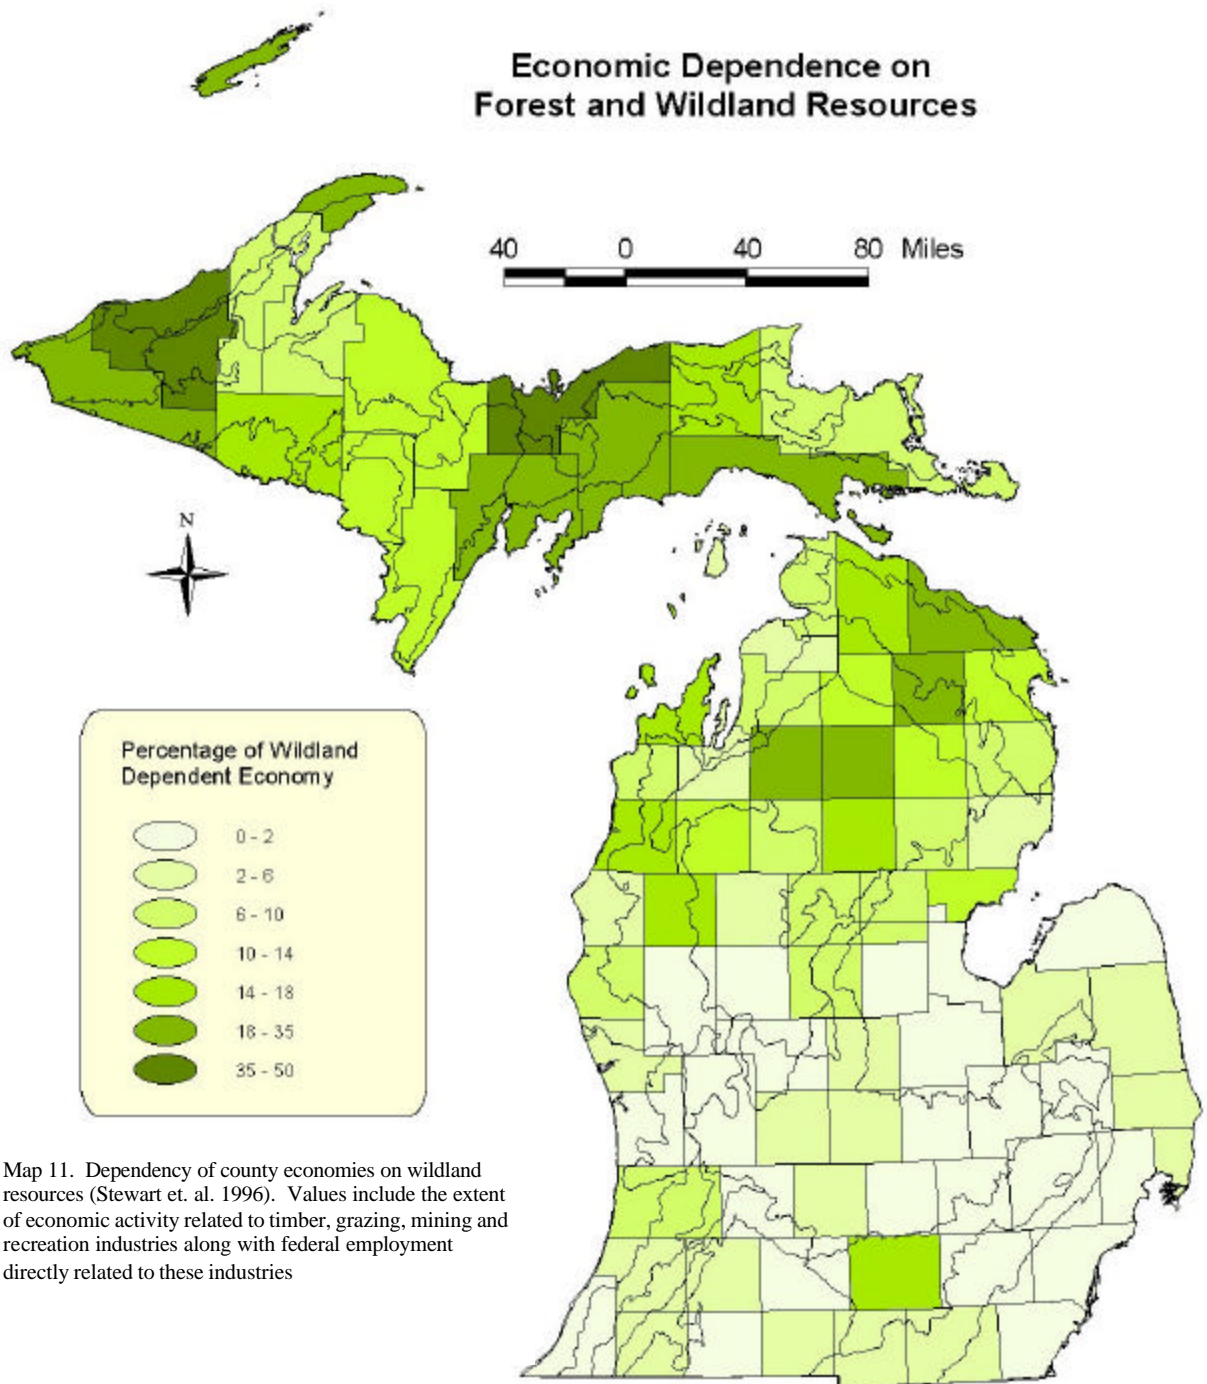 Economic Dependence on
Forest and Wildland Resources
40 0 40 80 Miles
N
Percentage of Wildland
Dependent Economy
0 - 2
2 - 6
6 - 10
10 - 14
14 - 18
18 - 35
35 - 50
Map 11. Dependency of county economies on wildland
resources (Stewart et. al. 1996). Values include the extent
of economic activity related to timber, grazing, mining and
recreation industries along with federal employment
directly related to these industries